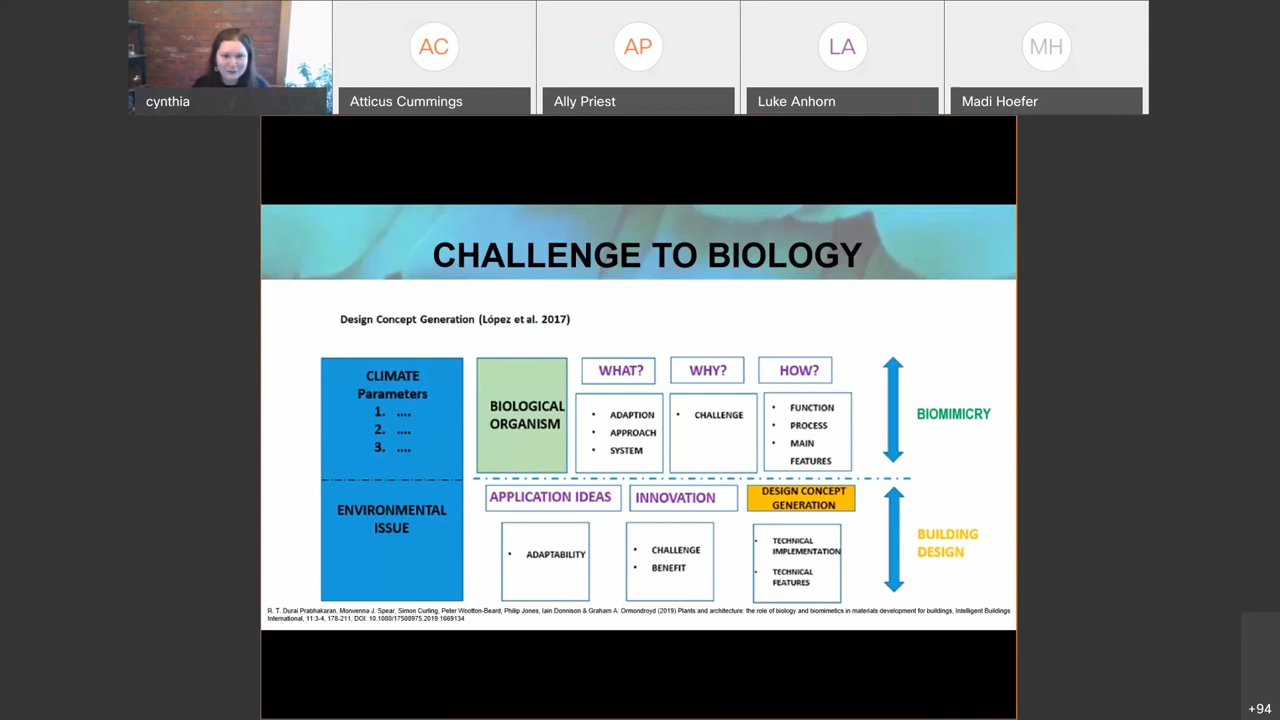 AC
AP
LA
MH
cynthia
Atticus Cummings
Ally Priest
Luke Anhorn
Madi Hoefer
CHALLENGE TO BIOLOGY
Design Concept Generation (López et al. 2017)
CLIMATE
Parameters
1. ....
2. ....
3. ....
BIOLOGICAL
ORGANISM
WHAT?
• ADAPTION
• APPROACH
• SYSTEM
WHY?
• CHALLENGE
HOW?
• FUNCTION
• PROCESS
• MAIN
FEATURES
BIOMIMICRY
ENVIRONMENTAL
ISSUE
APPLICATION IDEAS
• ADAPTABILITY
INNOVATION
• CHALLENGE
• BENEFIT
DESIGN CONCEPT
GENERATION
• TECHNICAL
IMPLEMENTATION
• TECHNICAL
FEATURES
BUILDING
DESIGN
R. T. Durai Prabhakaran, Morwenna J. Spear, Simon Curling, Peter Wootton-Beard, Philip Jones, Iain Donnison & Graham A. Ormondroyd (2019) Plants and architecture: the role of biology and biomimetics in materials development for buildings, Intelligent Buildings
International, 11:3-4, 178-211, DOI: 10.1080/17508975.2019.1669134
+94